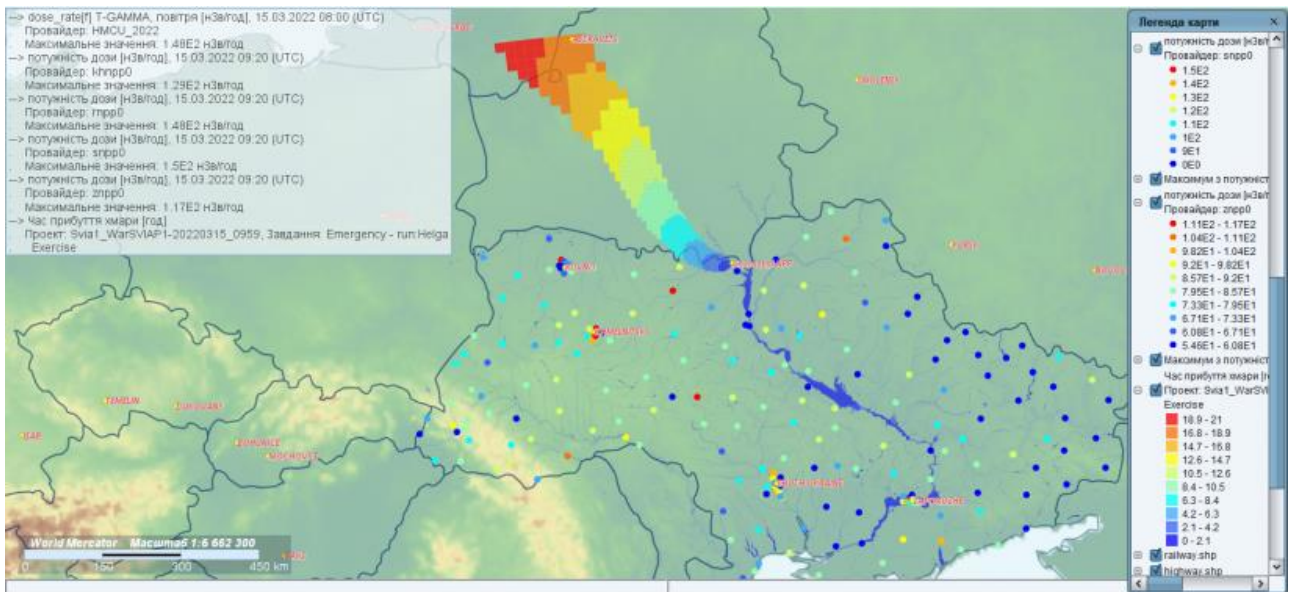 --> dose_rate[f] T-GAMMA, повітря [нЗв/год], 15.03.2022 08:00 (UTC)
Провайдер: HMCU_2022
Максимальне значення: 1.48E2 нЗв/год
--> потужність дози [нЗв/год], 15.03.2022 09:20 (UTC)
Провайдер: khnpp0
Максимальне значення: 1.29E2 нЗв/год
--> потужність дози [нЗв/год], 15.03.2022 09:20 (UTC)
Провайдер: rnpp0
Максимальне значення: 1.48E2 нЗв/год
--> потужність дози [нЗв/год], 15.03.2022 09:20 (UTC)
Провайдер: snpp0
Максимальне значення: 1.5E2 нЗв/год
--> потужність дози [нЗв/год], 15.03.2022 09:20 (UTC)
Провайдер: znpp0
Максимальне значення: 1.17E2 нЗв/год
--> Час прибуття хмари [год]
Проект: Svia1_WarSVIAP1-20220315_0959, Завдання: Emergency - run:Helga
Exercise
SMOLENSK
KURSK
TEMELIN
DUKOVANY
BOHUNICE
MOCHOVCE
World Mercator Масштаб 1:6 662 300
0 150 300 450 km
Легенда карти
потужність дози [нЗв/г
Провайдер: snpp0
1.5E2
1.4E2
1.3E2
1.2E2
1.1E2
1E2
9E1
0E0
Максимум з потужніст
потужність дози [нЗв/г
Провайдер: znpp0
1.11E2 - 1.17E2
1.04E2 - 1.11E2
9.82E1 - 1.04E2
9.2E1 - 9.82E1
8.57E1 - 9.2E1
7.95E1 - 8.57E1
7.33E1 - 7.95E1
6.71E1 - 7.33E1
6.08E1 - 6.71E1
5.46E1 - 6.08E1
Максимум з потужніст
Час прибуття хмари [г
Проект: Svia1_WarSVI
Exercise
18.9 - 21
16.8 - 18.9
14.7 - 16.8
12.6 - 14.7
10.5 - 12.6
8.4 - 10.5
6.3 - 8.4
4.2 - 6.3
2.1 - 4.2
0 - 2.1
railway.shp
highway.shp